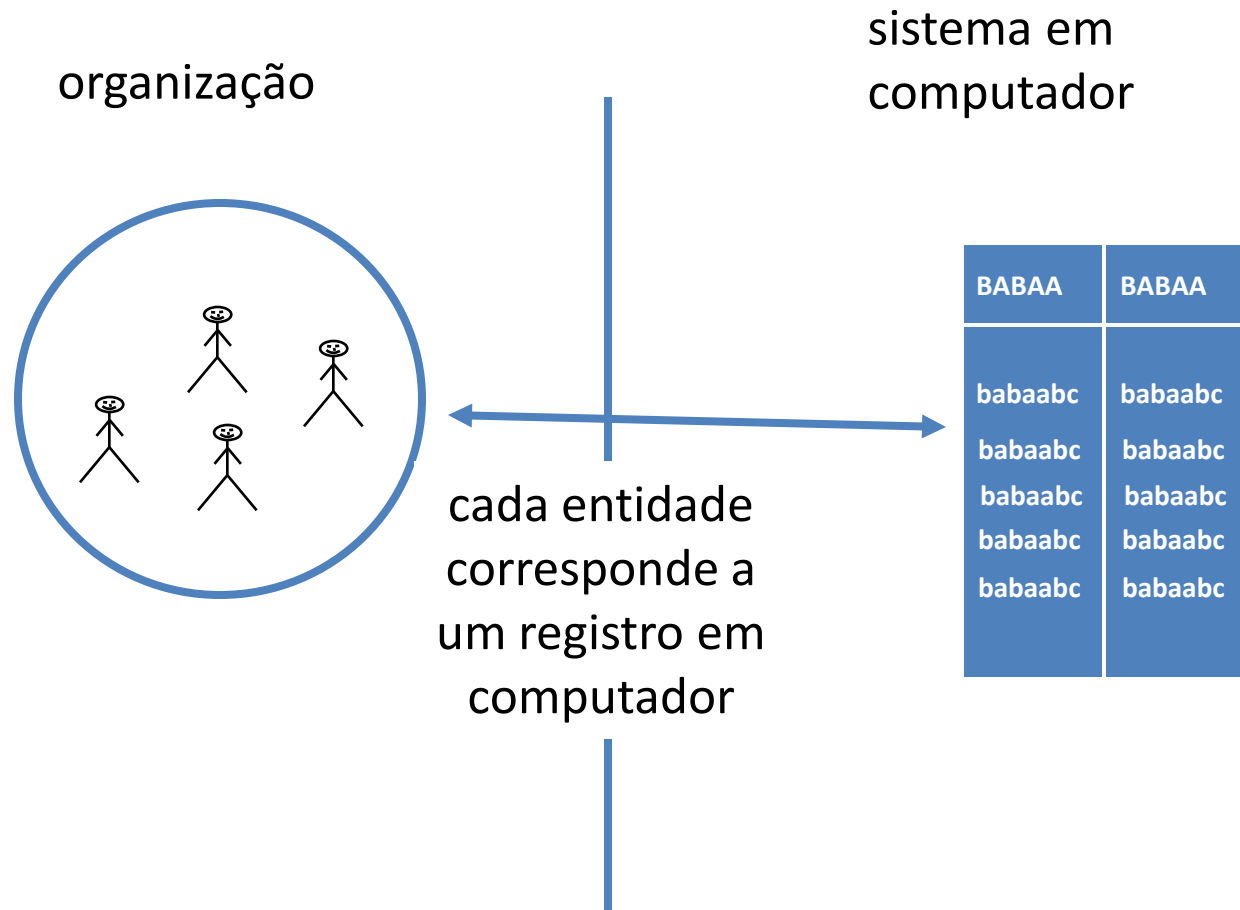 organização
sistema em
computador
BABAA BABAA
babaabc babaabc
babaabc babaabc
babaabc babaabc
babaabc babaabc
babaabc babaabc
cada entidade
corresponde a
um registro em
computador